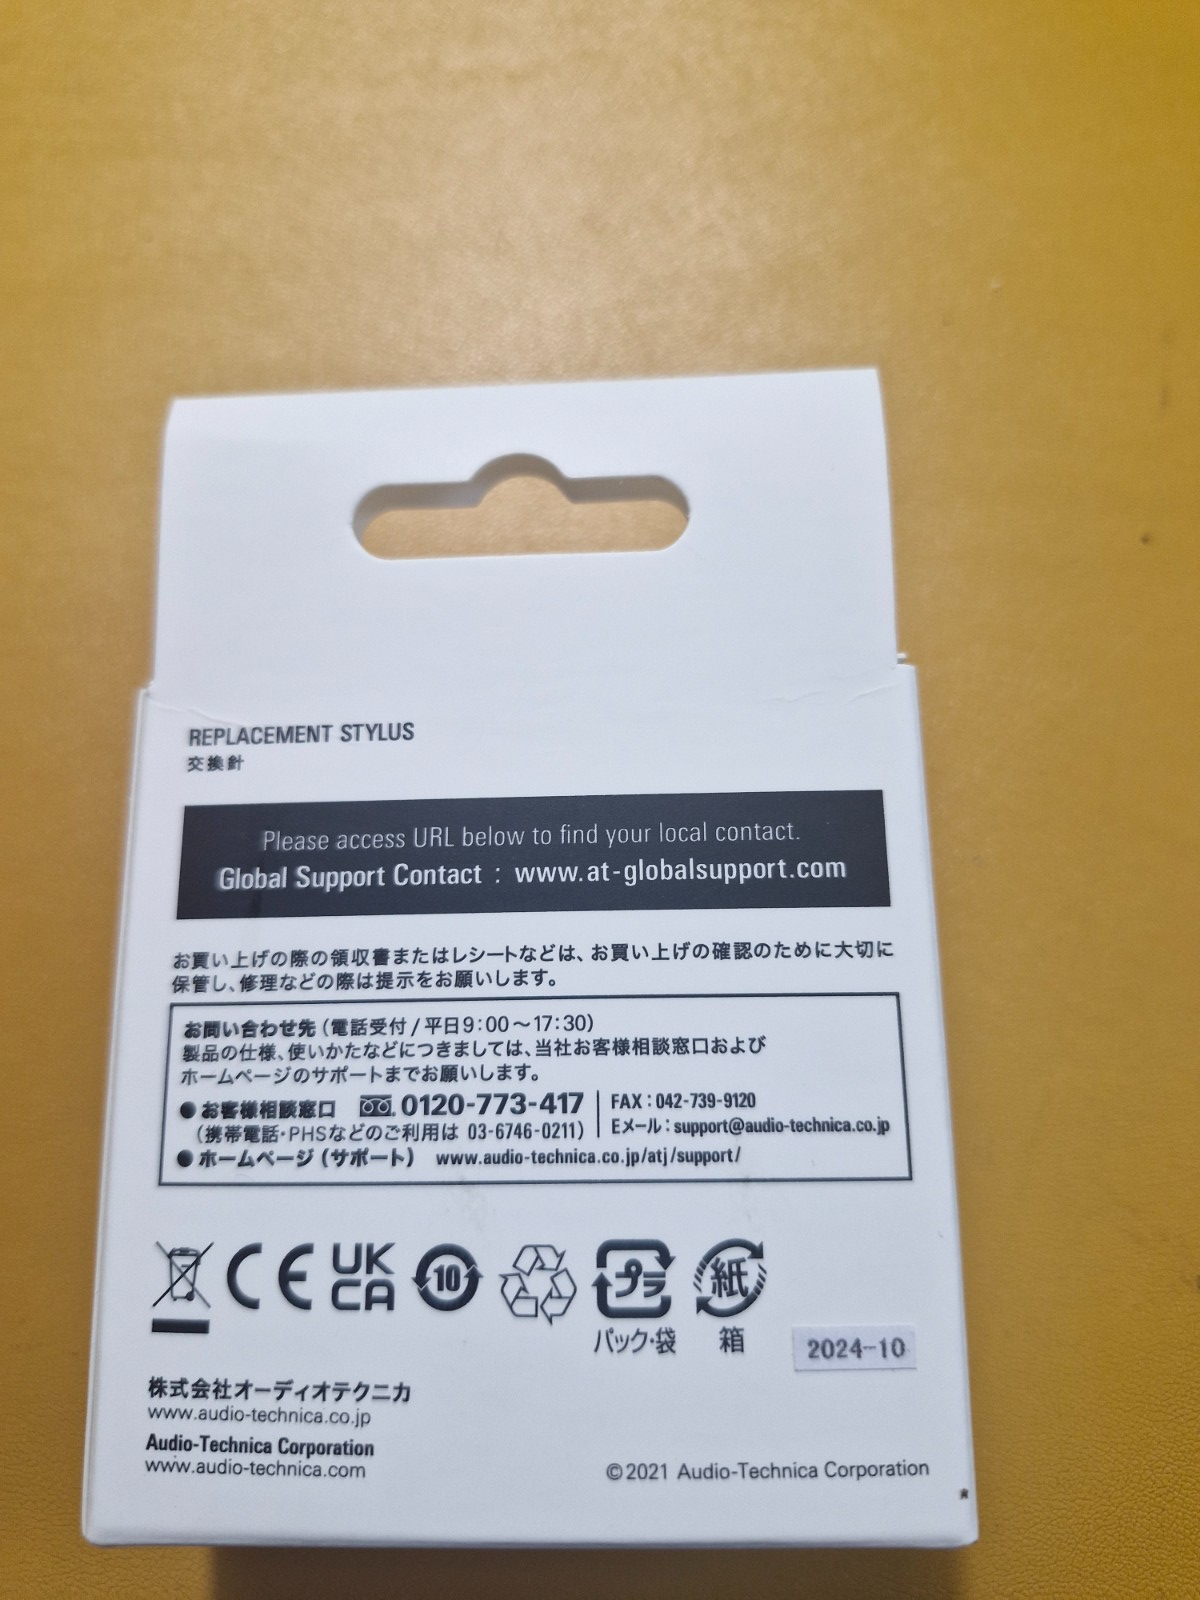 REPLACEMENT STYLUS
交換針
Please access URL below to find your local contact.
Global Support Contact : www.at-globalsupport.com
お買い上げの際の領収書またはレシートなどは、お買い上げの確認のために大切に
保管し、修理などの際は提示をお願いします。
お問い合わせ先（電話受付 / 平日9：00～17：30）
製品の仕様、使いかたなどにつきましては、当社お客様相談窓口および
ホームページのサポートまでお願いします。
●お客様相談窓口 0120-773-417
（携帯電話・PHSなどのご利用は 03-6746-0211）
FAX：042-739-9120
Eメール：support@audio-technica.co.jp
●ホームページ（サポート） www.audio-technica.co.jp/atj/support/
CE UK CA 10 プラ 紙
パック・袋 箱
2024-10
株式会社オーディオテクニカ
www.audio-technica.co.jp
Audio-Technica Corporation
www.audio-technica.com
©2021 Audio-Technica Corporation
*